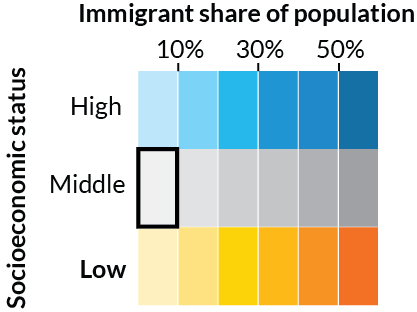 Immigrant share of population
10% 30% 50%
Socioeconomic status
High
Middle
Low